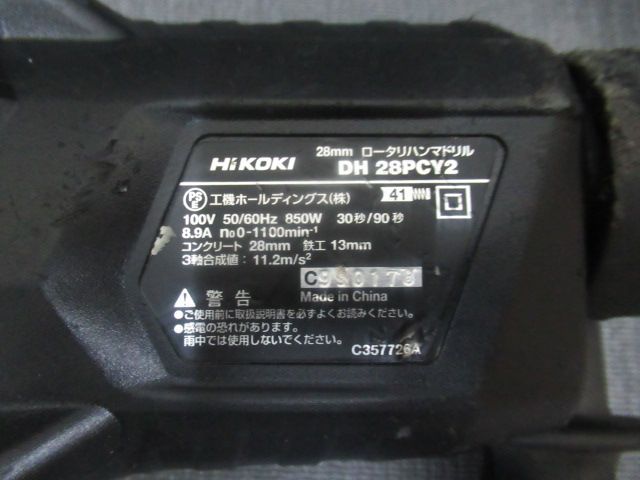 HiKOKI
28mm ロータリハンマドリル
DH 28PCY2
PS
E
工機ホールディングス(株)
41
100V 50/60Hz 850W 30秒/90秒
8.9A n₀0-1100min⁻¹
コンクリート 28mm 鉄工 13mm
3軸合成値：11.2m/s²
Made in China
警告
●ご使用前に取扱説明書を必ずよくお読みください。
●感電の恐れがあります。
雨中では使用しないでください。
C357726A